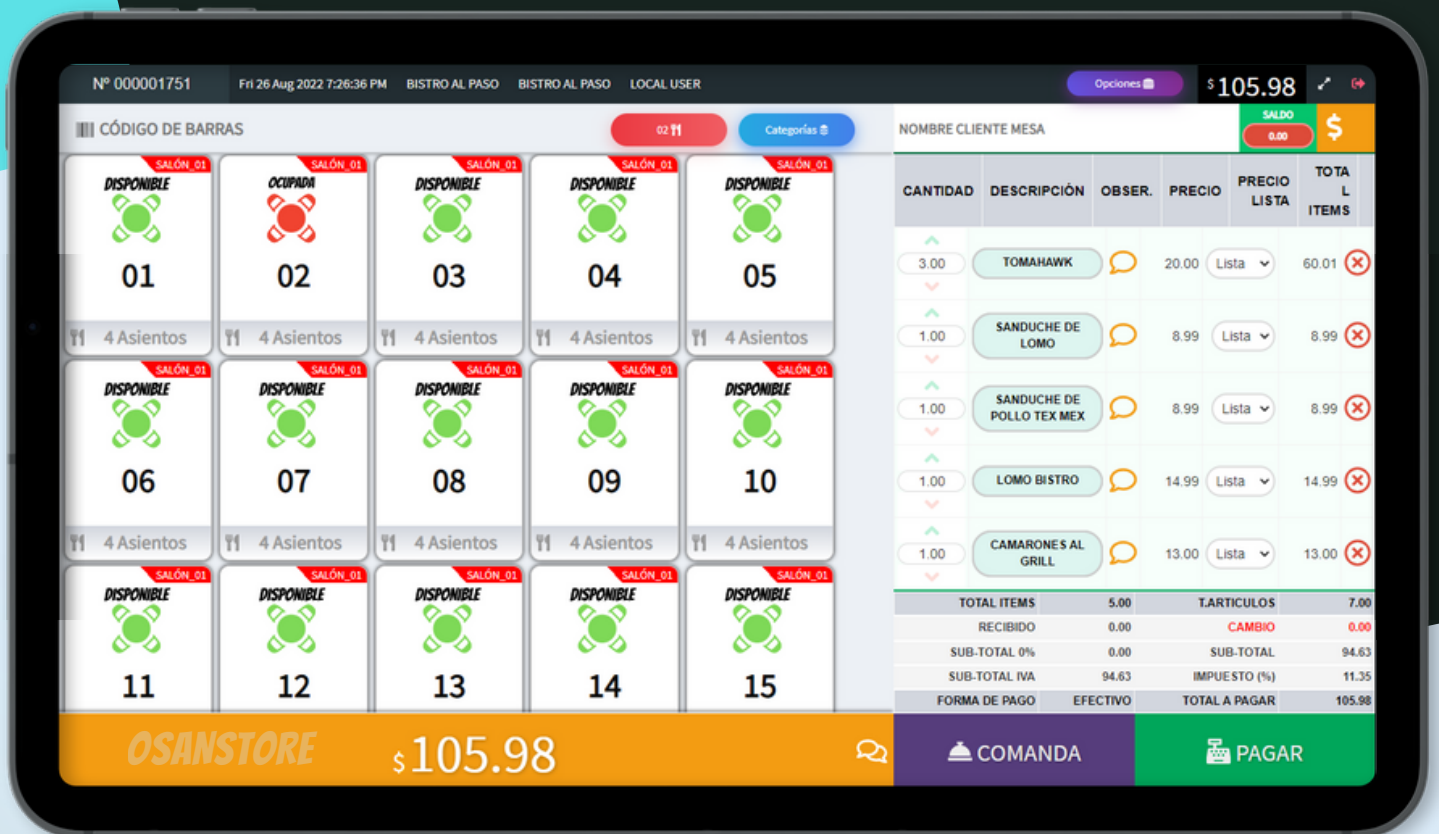 Nº 000001751 Fri 26 Aug 2022 7:26:36 PM BISTRO AL PASO BISTRO AL PASO LOCAL USER Opciones $105.98
CÓDIGO DE BARRAS 02 Categorías
SALÓN_01 SALÓN_01 SALÓN_01 SALÓN_01 SALÓN_01
DISPONIBLE OCUPADA DISPONIBLE DISPONIBLE DISPONIBLE
01 02 03 04 05
4 Asientos 4 Asientos 4 Asientos 4 Asientos 4 Asientos
SALÓN_01 SALÓN_01 SALÓN_01 SALÓN_01 SALÓN_01
DISPONIBLE DISPONIBLE DISPONIBLE DISPONIBLE DISPONIBLE
06 07 08 09 10
4 Asientos 4 Asientos 4 Asientos 4 Asientos 4 Asientos
SALÓN_01 SALÓN_01 SALÓN_01 SALÓN_01 SALÓN_01
DISPONIBLE DISPONIBLE DISPONIBLE DISPONIBLE DISPONIBLE
11 12 13 14 15
NOMBRE CLIENTE MESA SALDO $
0.00
CANTIDAD DESCRIPCIÓN OBSER. PRECIO PRECIO LISTA TOTA
L
ITEMS
3.00 TOMAHAWK 20.00 Lista 60.01
1.00 SANDUCHE DE LOMO 8.99 Lista 8.99
1.00 SANDUCHE DE POLLO TEX MEX 8.99 Lista 8.99
1.00 LOMO BISTRO 14.99 Lista 14.99
1.00 CAMARONES AL GRILL 13.00 Lista 13.00
TOTAL ITEMS 5.00 T.ARTICULOS 7.00
RECIBIDO 0.00 CAMBIO 0.00
SUB-TOTAL 0% 0.00 SUB-TOTAL 94.63
SUB-TOTAL IVA 94.63 IMPUESTO (%) 11.35
FORMA DE PAGO EFECTIVO TOTAL A PAGAR 105.98
OSANSTORE $105.98 COMANDA PAGAR